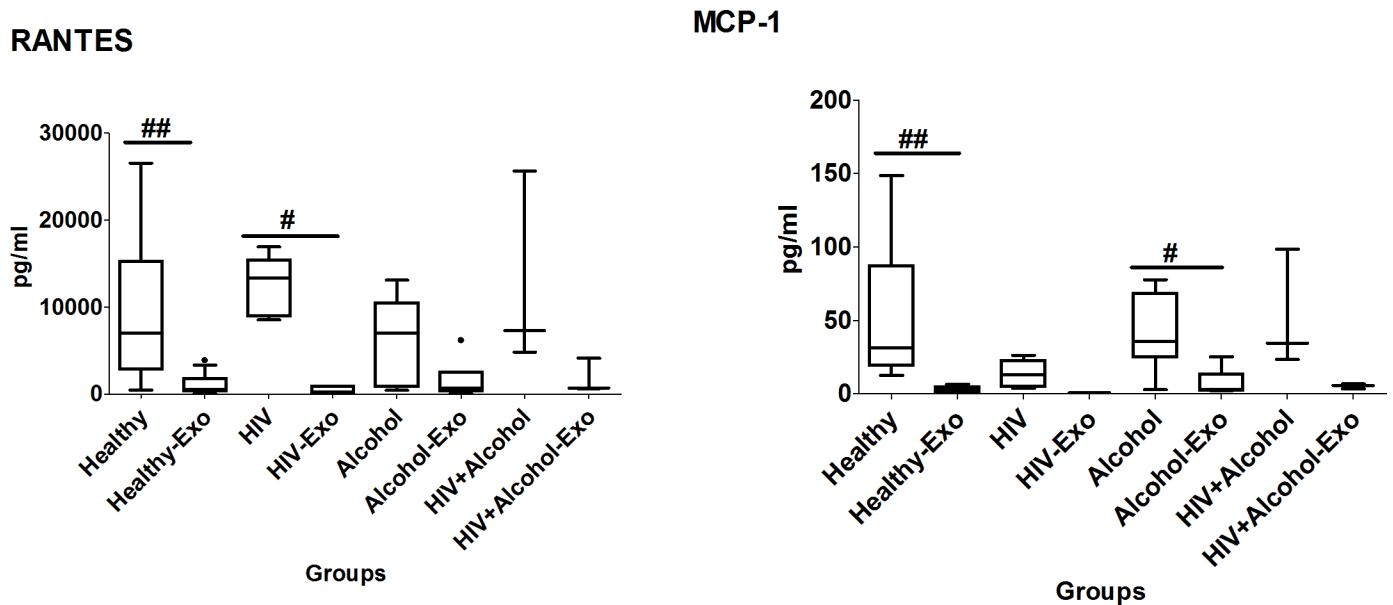 RANTES
30000
20000
10000
0
pg/ml
##
#
Healthy
Healthy-Exo
HIV
HIV-Exo
Alcohol
Alcohol-Exo
HIV+Alcohol
HIV+Alcohol-Exo
Groups
MCP-1
200
150
100
50
0
pg/ml
##
#
Healthy
Healthy-Exo
HIV
HIV-Exo
Alcohol
Alcohol-Exo
HIV+Alcohol
HIV+Alcohol-Exo
Groups